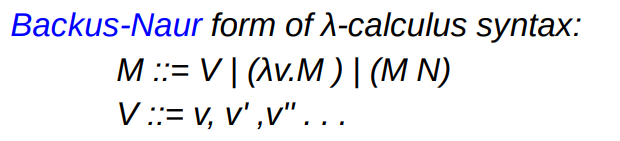 Backus-Naur form of λ-calculus syntax:
M ::= V | (λv.M ) | (M N)
V ::= v, v' ,v'' . . .